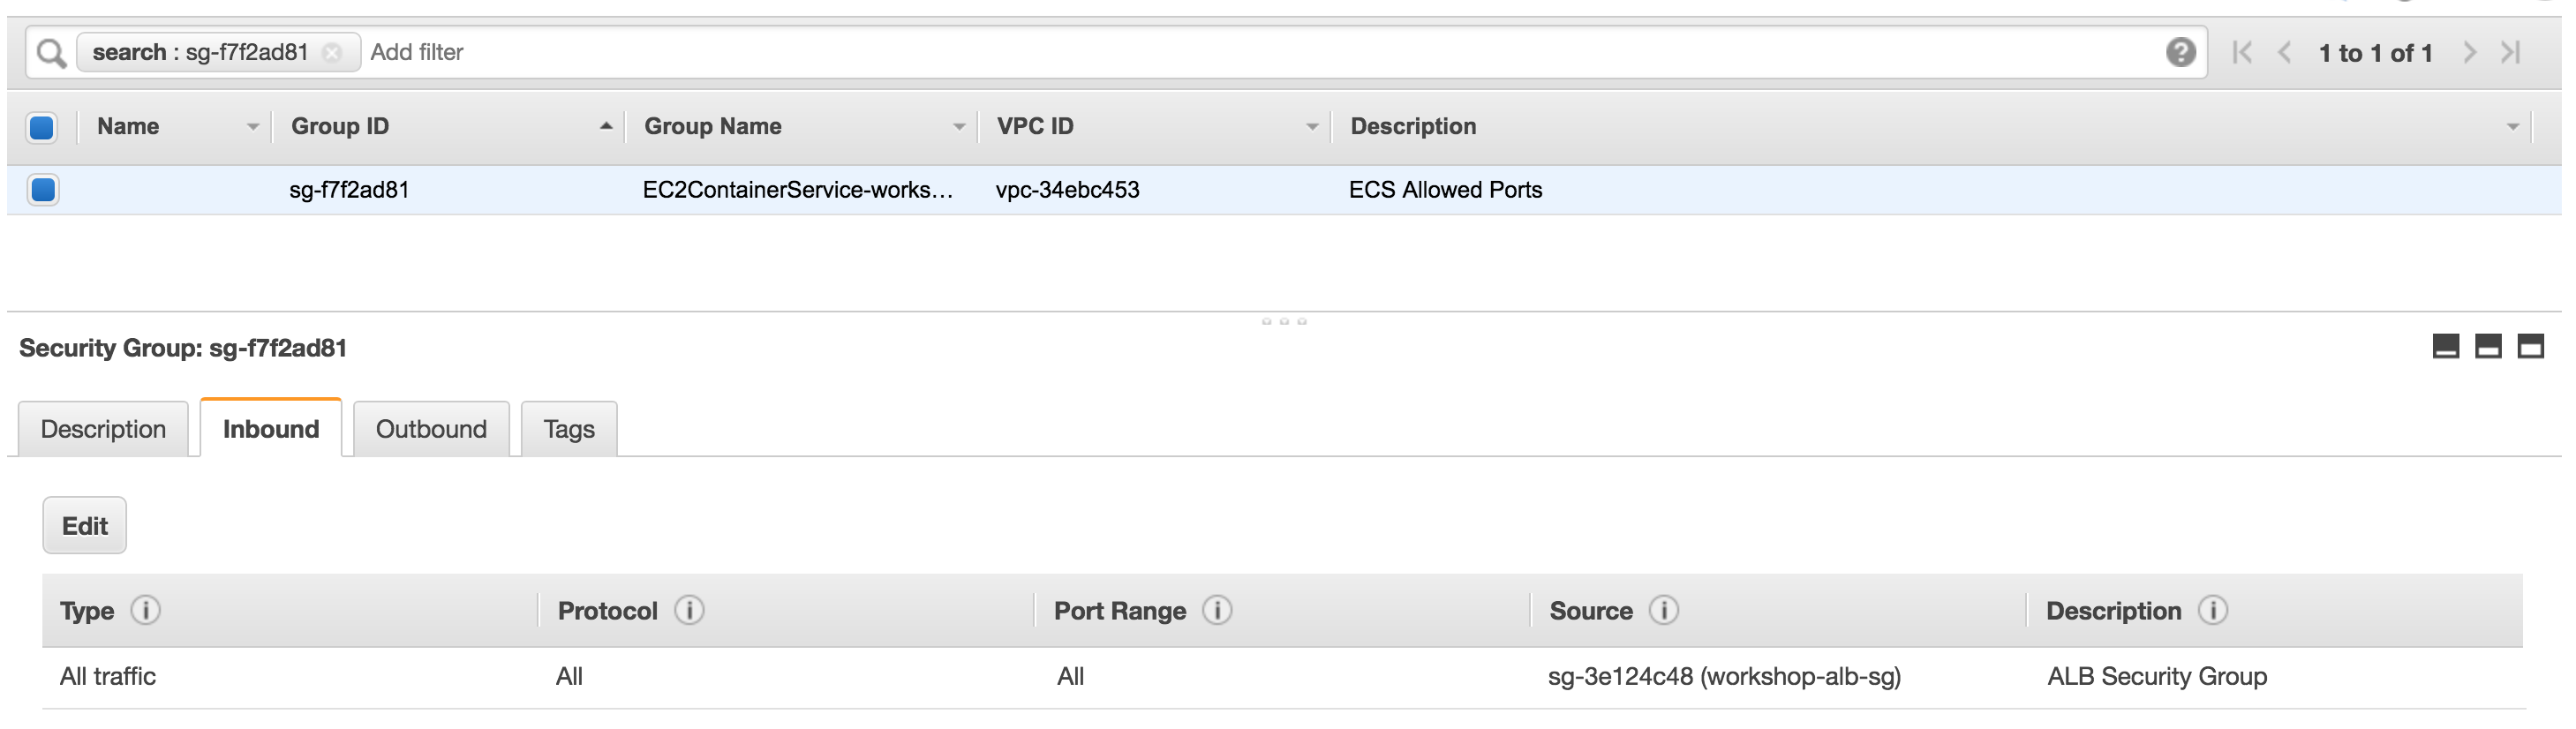 search : sg-f7f2ad81 Add filter 1 to 1 of 1
Name Group ID Group Name VPC ID Description
sg-f7f2ad81 EC2ContainerService-works... vpc-34ebc453 ECS Allowed Ports
Security Group: sg-f7f2ad81
Description Inbound Outbound Tags
Edit
Type Protocol Port Range Source Description
All traffic All All sg-3e124c48 (workshop-alb-sg) ALB Security Group